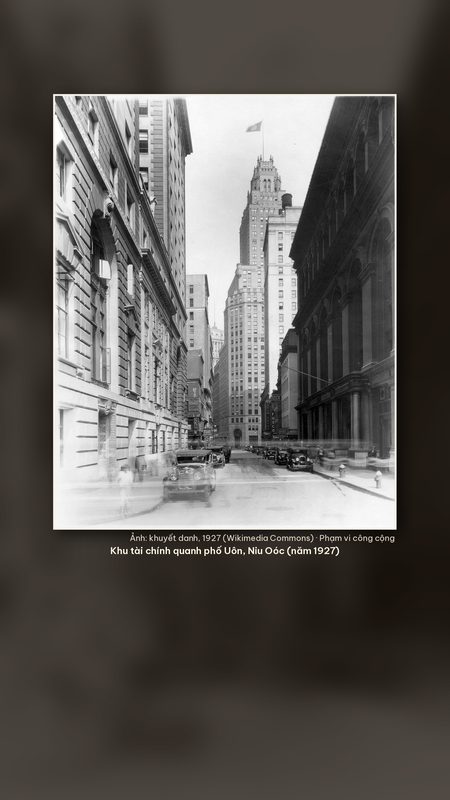 Ảnh: khuyết danh, 1927 (Wikimedia Commons) · Phạm vi công cộng
Khu tài chính quanh phố Uôn, Niu Oóc (năm 1927)